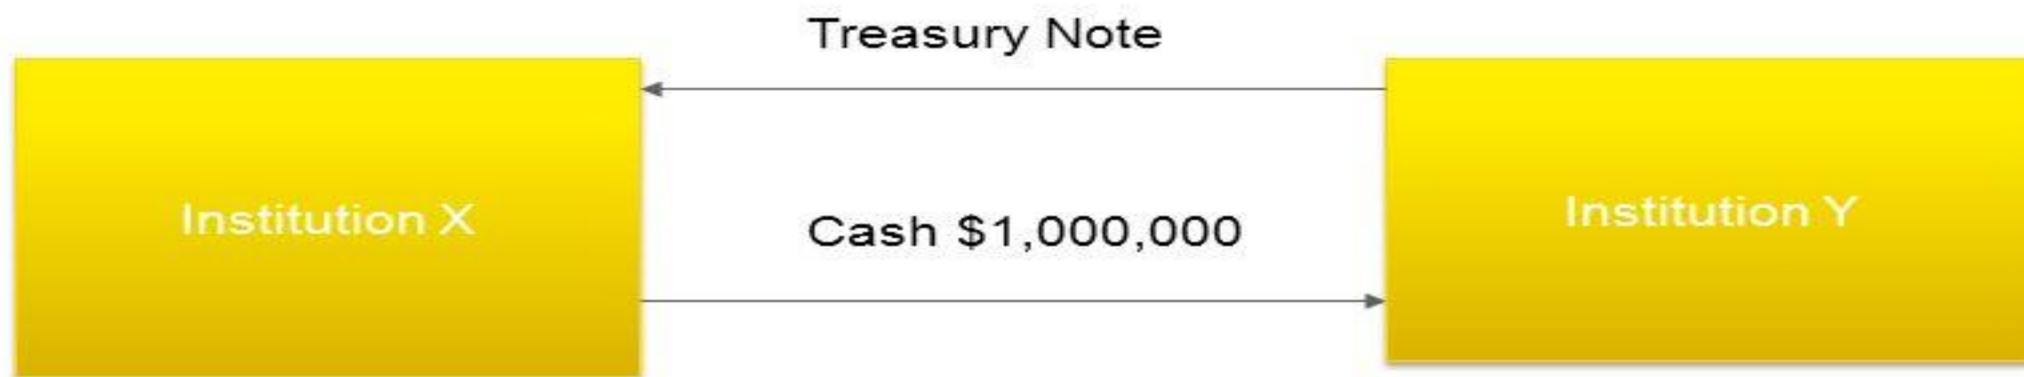 Treasury Note
Institution X
Cash $1,000,000
Institution Y